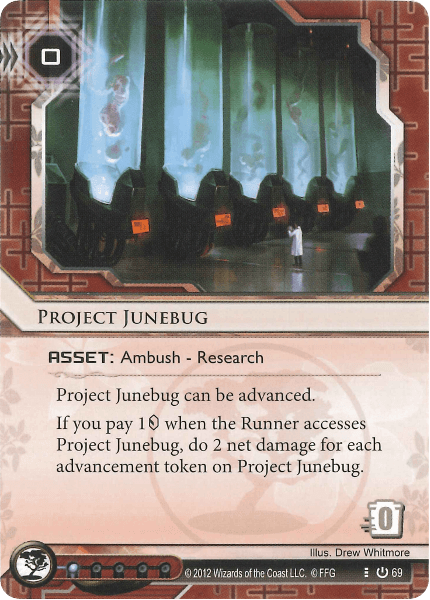 0
PROJECT JUNEBUG
ASSET: Ambush - Research
Project Junebug can be advanced.
If you pay 1 when the Runner accesses
Project Junebug, do 2 net damage for each
advancement token on Project Junebug.
0
Illus. Drew Whitmore
© 2012 Wizards of the Coast LLC. © FFG 69